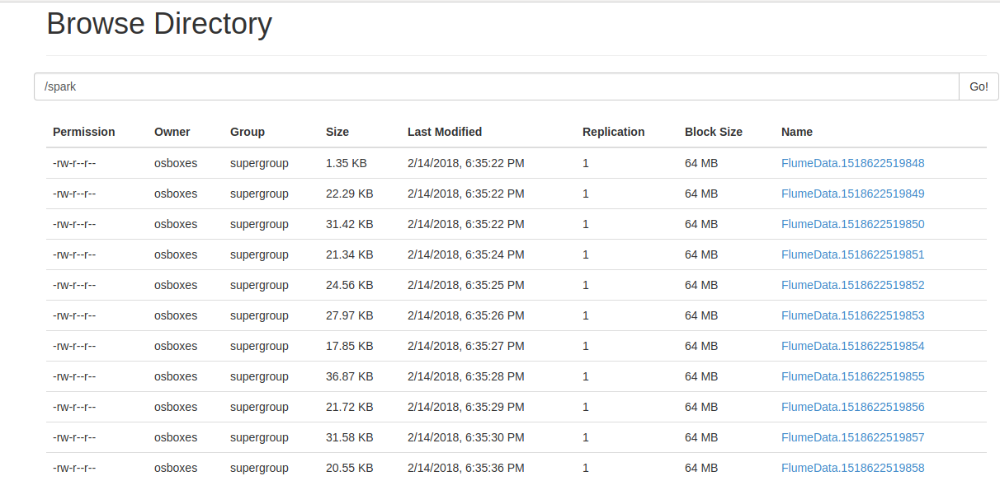 Browse Directory
/spark Go!
Permission Owner Group Size Last Modified Replication Block Size Name
-rw-r--r-- osboxes supergroup 1.35 KB 2/14/2018, 6:35:22 PM 1 64 MB FlumeData.1518622519848
-rw-r--r-- osboxes supergroup 22.29 KB 2/14/2018, 6:35:22 PM 1 64 MB FlumeData.1518622519849
-rw-r--r-- osboxes supergroup 31.42 KB 2/14/2018, 6:35:22 PM 1 64 MB FlumeData.1518622519850
-rw-r--r-- osboxes supergroup 21.34 KB 2/14/2018, 6:35:24 PM 1 64 MB FlumeData.1518622519851
-rw-r--r-- osboxes supergroup 24.56 KB 2/14/2018, 6:35:25 PM 1 64 MB FlumeData.1518622519852
-rw-r--r-- osboxes supergroup 27.97 KB 2/14/2018, 6:35:26 PM 1 64 MB FlumeData.1518622519853
-rw-r--r-- osboxes supergroup 17.85 KB 2/14/2018, 6:35:27 PM 1 64 MB FlumeData.1518622519854
-rw-r--r-- osboxes supergroup 36.87 KB 2/14/2018, 6:35:28 PM 1 64 MB FlumeData.1518622519855
-rw-r--r-- osboxes supergroup 21.72 KB 2/14/2018, 6:35:29 PM 1 64 MB FlumeData.1518622519856
-rw-r--r-- osboxes supergroup 31.58 KB 2/14/2018, 6:35:30 PM 1 64 MB FlumeData.1518622519857
-rw-r--r-- osboxes supergroup 20.55 KB 2/14/2018, 6:35:36 PM 1 64 MB FlumeData.1518622519858